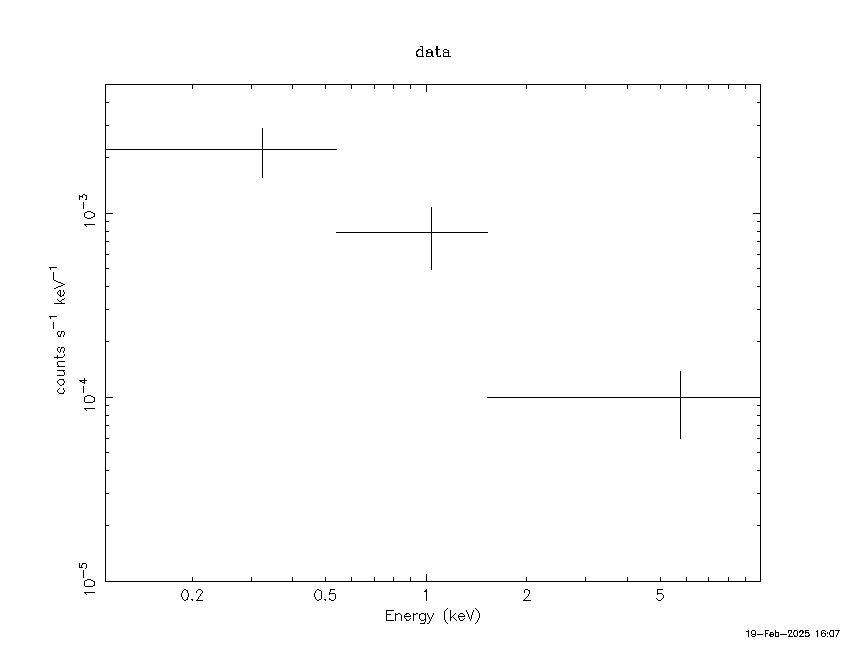 data
counts s⁻¹ keV⁻¹
10⁻³
10⁻⁴
10⁻⁵
0.2 0.5 1 2 5
Energy (keV)
19-Feb-2025 16:07